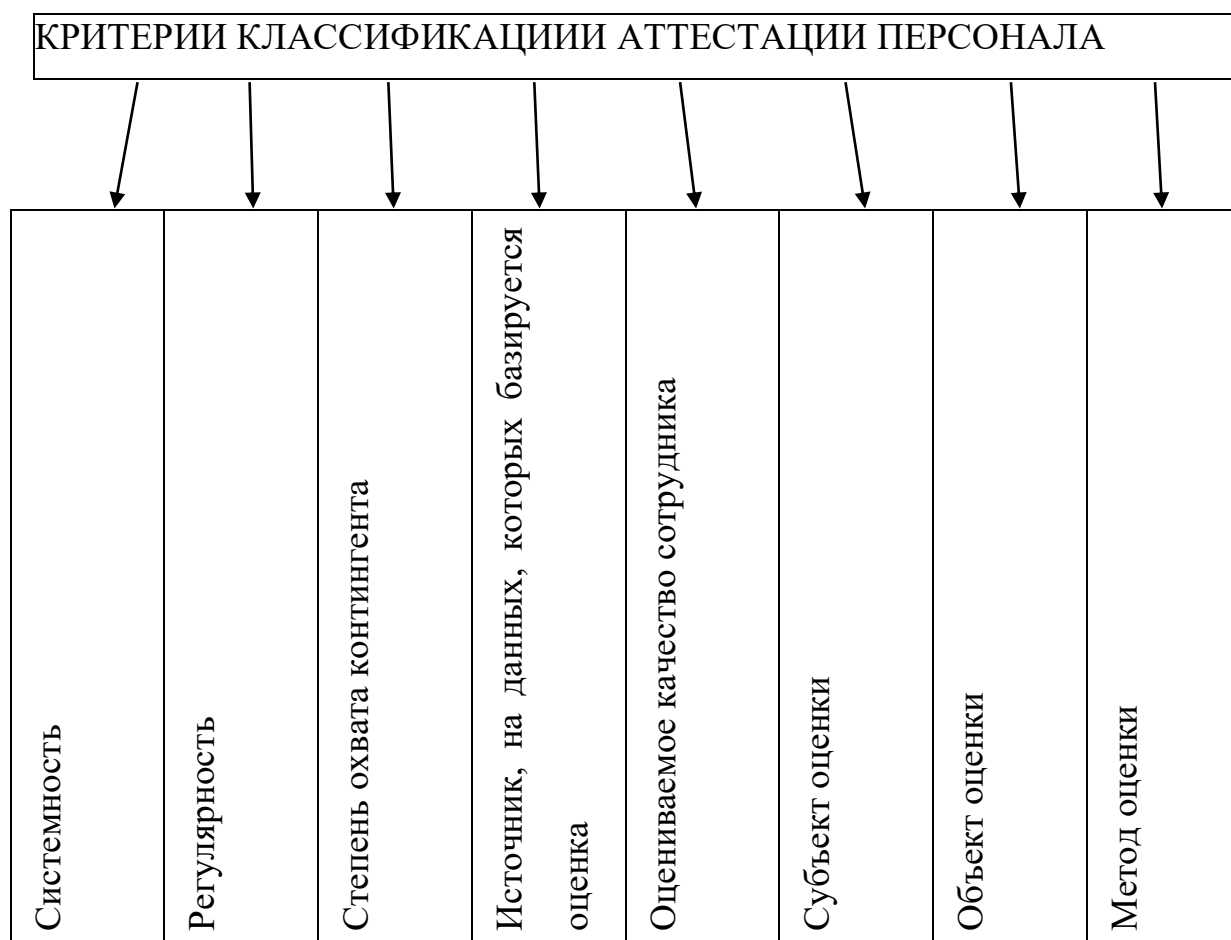 КРИТЕРИИ КЛАССИФИКАЦИИИ АТТЕСТАЦИИ ПЕРСОНАЛА
Системность
Регулярность
Степень охвата контингента
Источник, на данных, которых базируется
оценка
Оцениваемое качество сотрудника
Субъект оценки
Объект оценки
Метод оценки